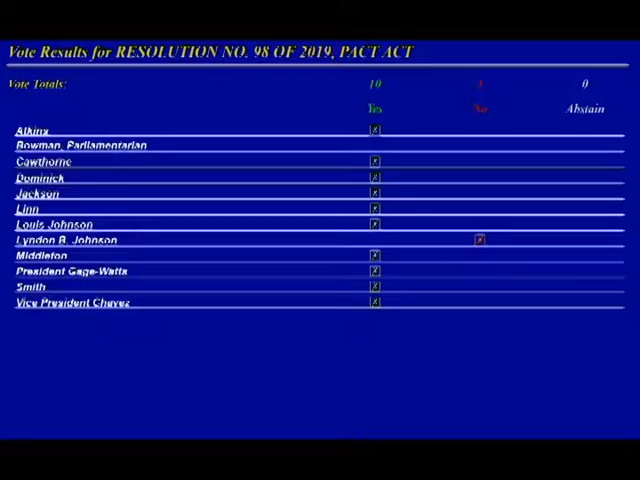 Vote Results for RESOLUTION NO. 98 OF 2019, PACT ACT
Vote Totals: 10 1 0
Yes No Abstain
Atkins
Bowman, Parliamentarian
Cawthorne
Dominick
Jackson
Linn
Louis Johnson
Lyndon B. Johnson
Middleton
President Gage-Watts
Smith
Vice President Chavez